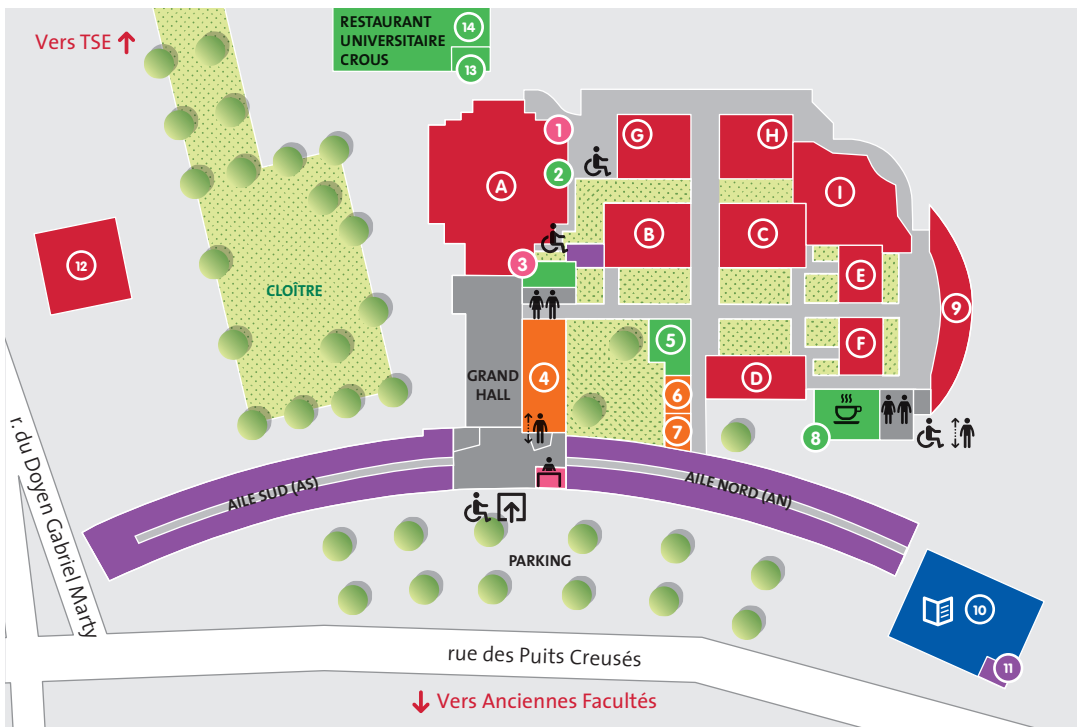 Vers TSE
RESTAURANT
UNIVERSITAIRE
CROUS
14
13
1
G
H
2
A
I
B
C
12
3
E
CLOÎTRE
9
5
F
GRAND
HALL
4
D
6
7
8
AILE SUD (AS)
AILE NORD (AN)
r. du Doyen Gabriel Marty
PARKING
10
rue des Puits Creusés
11
Vers Anciennes Facultés